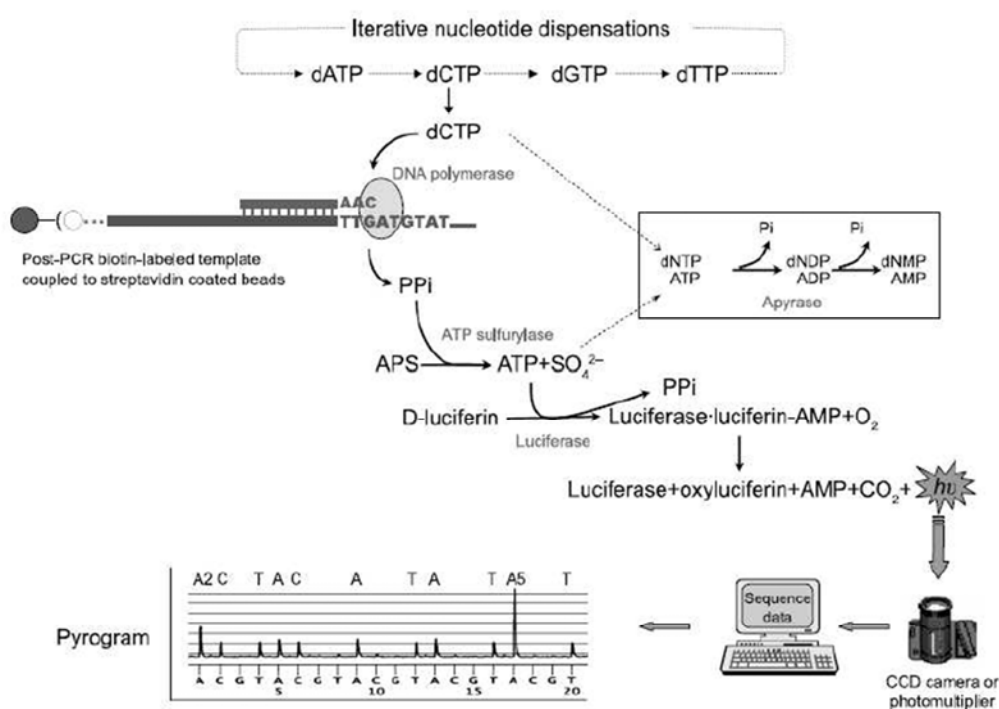 Iterative nucleotide dispensations
dATP dCTP dGTP dTTP
dCTP
DNA polymerase
AAC
TTGATGTAT
Post-PCR biotin-labeled template
coupled to streptavidin coated beads
PPi
Pi Pi
dNTP dNDP dNMP
ATP ADP AMP
Apyrase
ATP sulfurylase
APS ATP+SO₄²⁻
PPi
D-luciferin Luciferase·luciferin-AMP+O₂
Luciferase
Luciferase+oxyluciferin+AMP+CO₂+ hν
A2 C T A C A T A T A5 T
Pyrogram
A C G T A C G T A C G T A C G T A C G T
5 10 15 20
Sequence
data
CCD camera or
photomultiplier